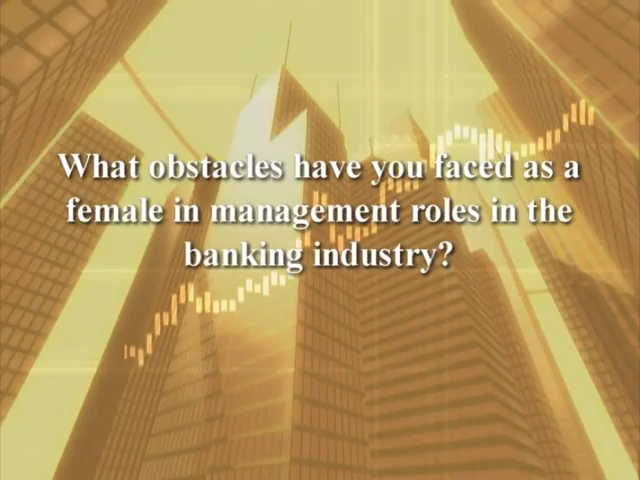 What obstacles have you faced as a
female in management roles in the
banking industry?